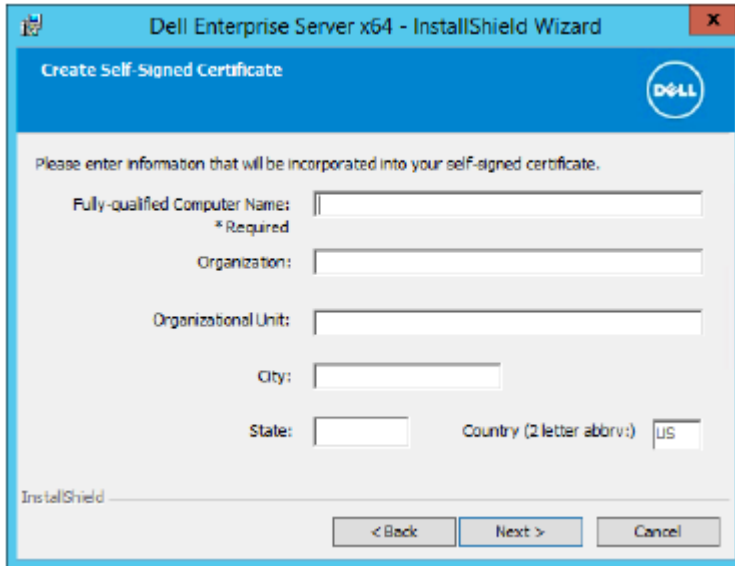 Dell Enterprise Server x64 - InstallShield Wizard
x
Create Self-Signed Certificate
DELL
Please enter information that will be incorporated into your self-signed certificate.
Fully-qualified Computer Name:
* Required
Organization:
Organizational Unit:
City:
State:
Country (2 letter abbrv:)
US
InstallShield
< Back
Next >
Cancel